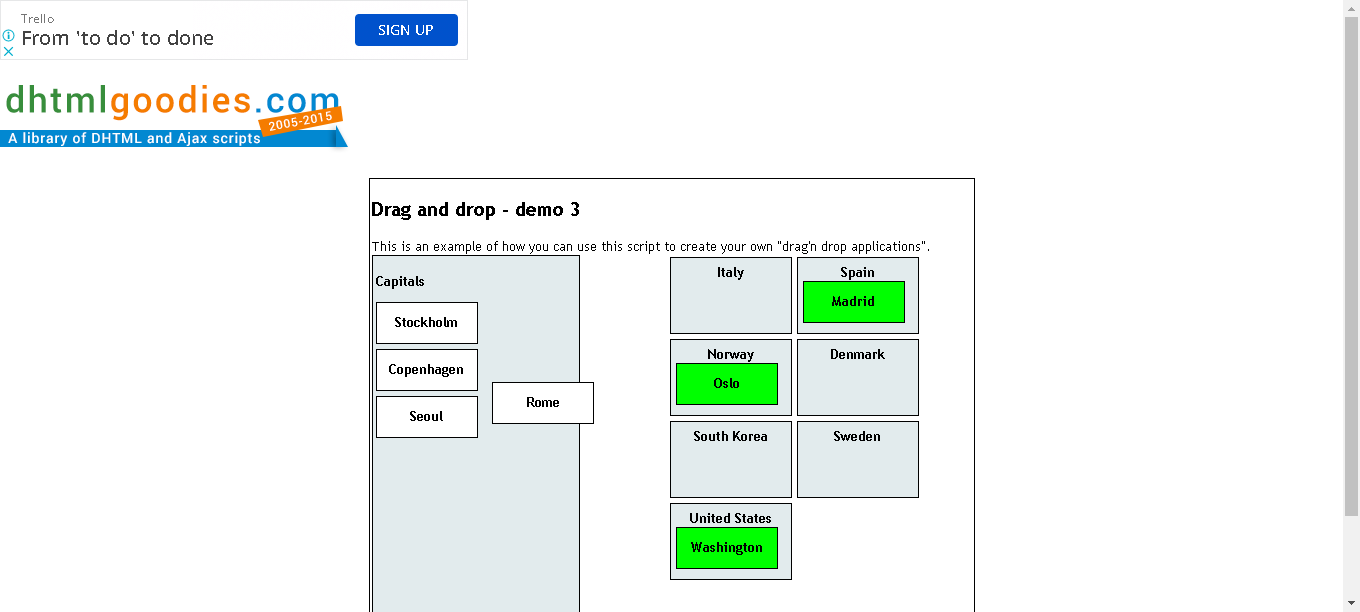 Trello
From 'to do' to done
SIGN UP
dhtmlgoodies.com
2005-2015
A library of DHTML and Ajax scripts
Drag and drop - demo 3
This is an example of how you can use this script to create your own "drag'n drop applications".
Capitals
Stockholm
Copenhagen
Seoul
Rome
Italy
Spain
Madrid
Norway
Denmark
Oslo
South Korea
Sweden
United States
Washington